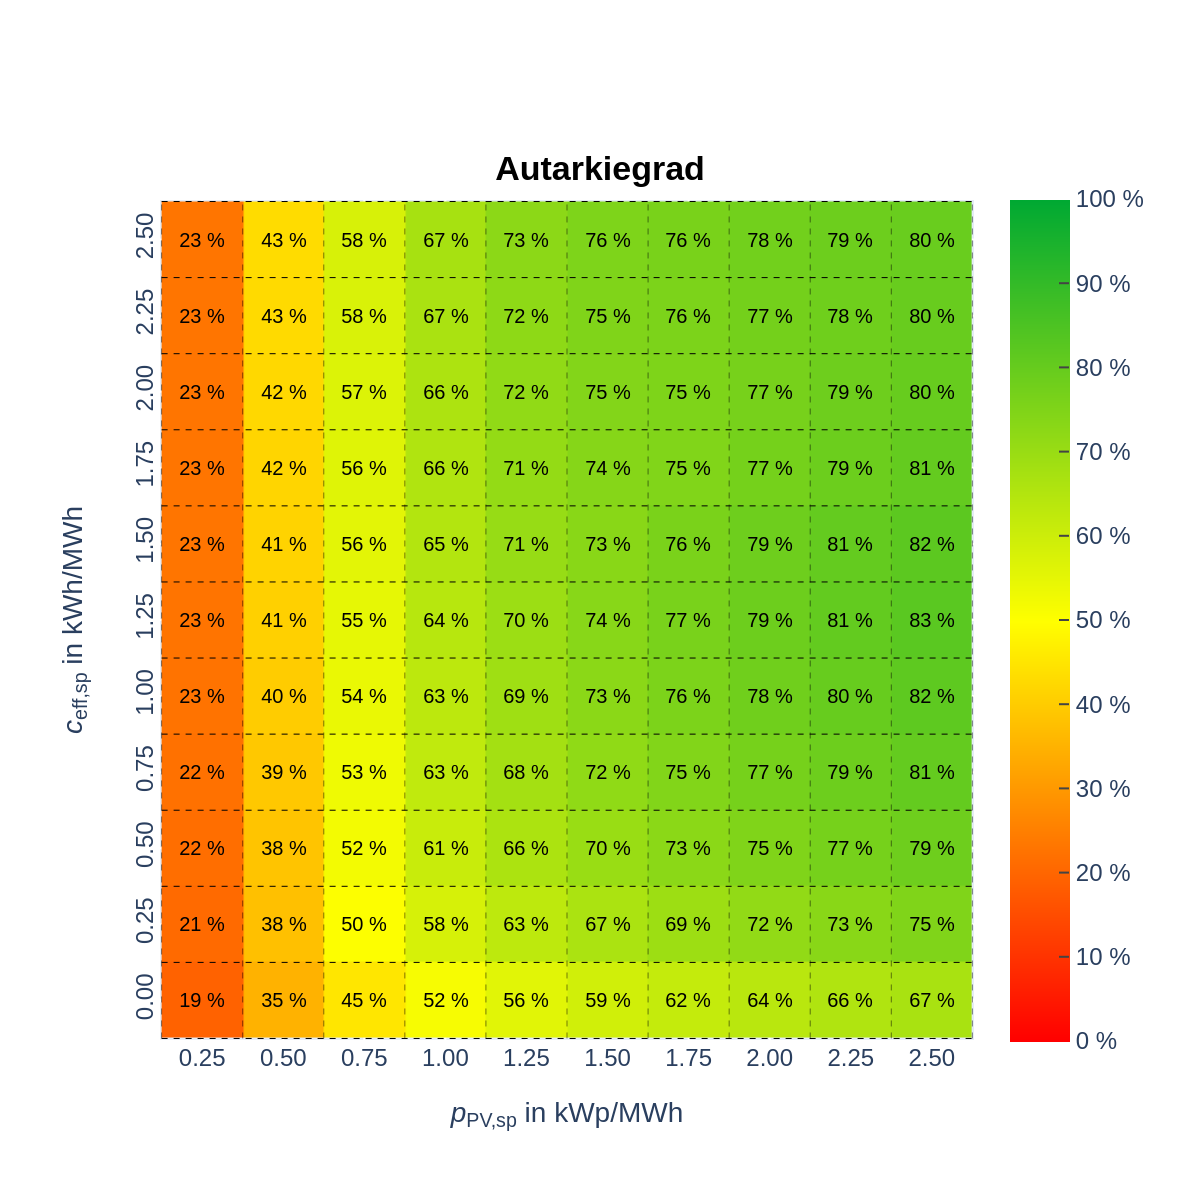 Autarkiegrad
2.50 23 % 43 % 58 % 67 % 73 % 76 % 76 % 78 % 79 % 80 %
2.25 23 % 43 % 58 % 67 % 72 % 75 % 76 % 77 % 78 % 80 %
2.00 23 % 42 % 57 % 66 % 72 % 75 % 75 % 77 % 79 % 80 %
1.75 23 % 42 % 56 % 66 % 71 % 74 % 75 % 77 % 79 % 81 %
1.50 23 % 41 % 56 % 65 % 71 % 73 % 76 % 79 % 81 % 82 %
1.25 23 % 41 % 55 % 64 % 70 % 74 % 77 % 79 % 81 % 83 %
1.00 23 % 40 % 54 % 63 % 69 % 73 % 76 % 78 % 80 % 82 %
0.75 22 % 39 % 53 % 63 % 68 % 72 % 75 % 77 % 79 % 81 %
0.50 22 % 38 % 52 % 61 % 66 % 70 % 73 % 75 % 77 % 79 %
0.25 21 % 38 % 50 % 58 % 63 % 67 % 69 % 72 % 73 % 75 %
0.00 19 % 35 % 45 % 52 % 56 % 59 % 62 % 64 % 66 % 67 %
0.25 0.50 0.75 1.00 1.25 1.50 1.75 2.00 2.25 2.50
pPV,sp in kWp/MWh
ceff,sp in kWh/MWh
100 %
90 %
80 %
70 %
60 %
50 %
40 %
30 %
20 %
10 %
0 %